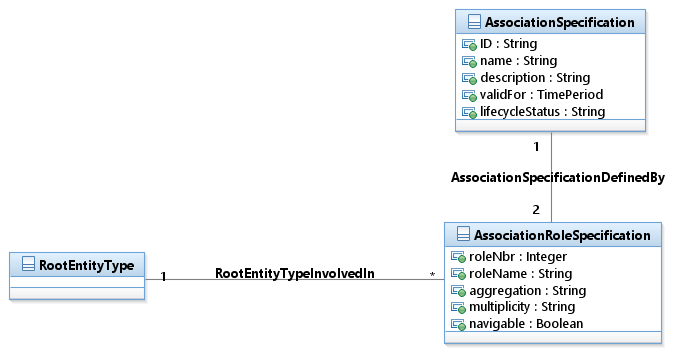 AssociationSpecification
ID : String
name : String
description : String
validFor : TimePeriod
lifecycleStatus : String
1
AssociationSpecificationDefinedBy
2
AssociationRoleSpecification
roleNbr : Integer
roleName : String
aggregation : String
multiplicity : String
navigable : Boolean
RootEntityType
1
RootEntityTypeInvolvedIn
*